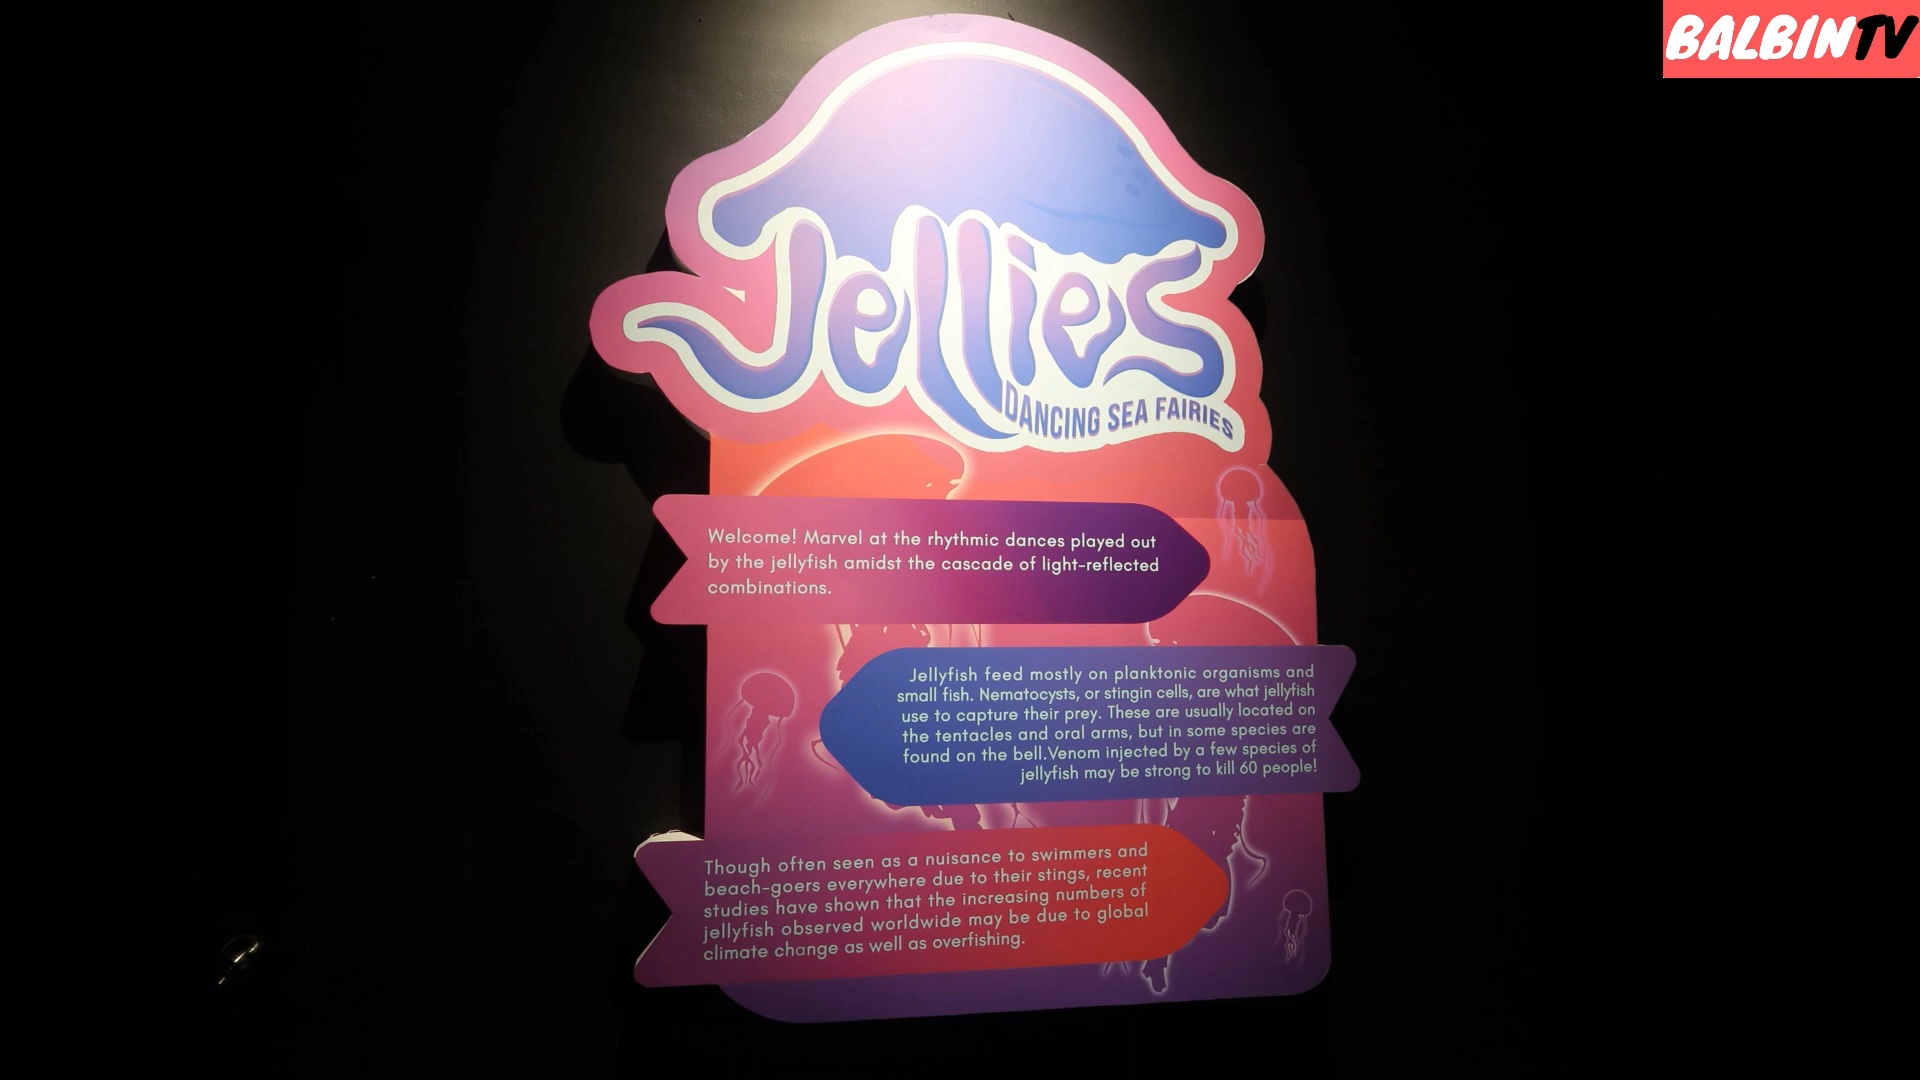 BALBINTV
Jellies
DANCING SEA FAIRIES
Welcome! Marvel at the rhythmic dances played out
by the jellyfish amidst the cascade of light-reflected
combinations.
Jellyfish feed mostly on planktonic organisms and
small fish. Nematocysts, or stingin cells, are what jellyfish
use to capture their prey. These are usually located on
the tentacles and oral arms, but in some species are
found on the bell.Venom injected by a few species of
jellyfish may be strong to kill 60 people!
Though often seen as a nuisance to swimmers and
beach-goers everywhere due to their stings, recent
studies have shown that the increasing numbers of
jellyfish observed worldwide may be due to global
climate change as well as overfishing.